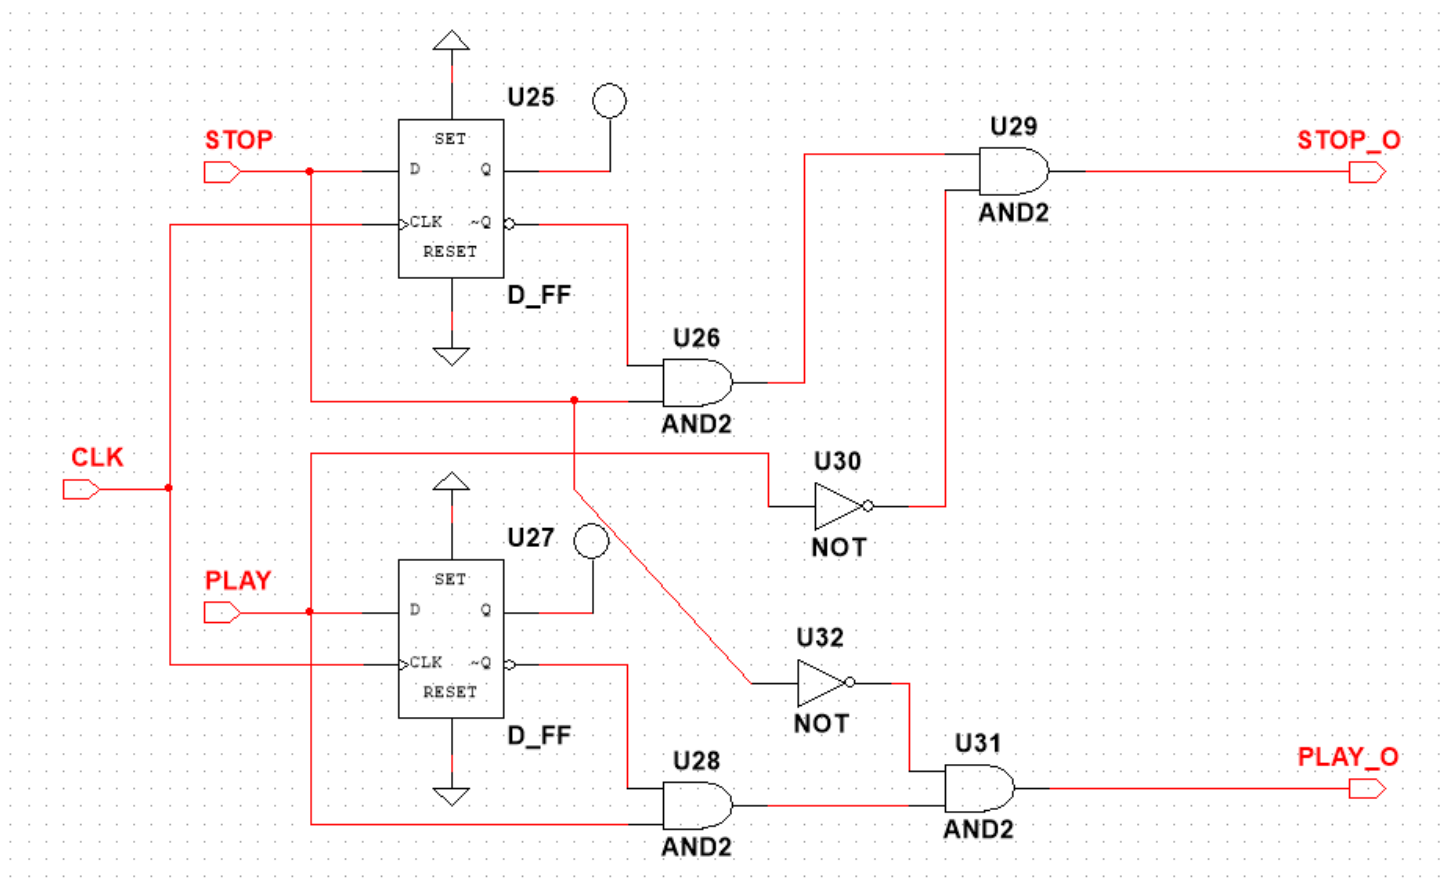 U25
STOP
SET
D Q
CLK ~Q
RESET
D_FF
U29
AND2
STOP_O
U26
AND2
CLK
U30
NOT
U27
PLAY
SET
D Q
CLK ~Q
RESET
D_FF
U32
NOT
U28
AND2
U31
AND2
PLAY_O